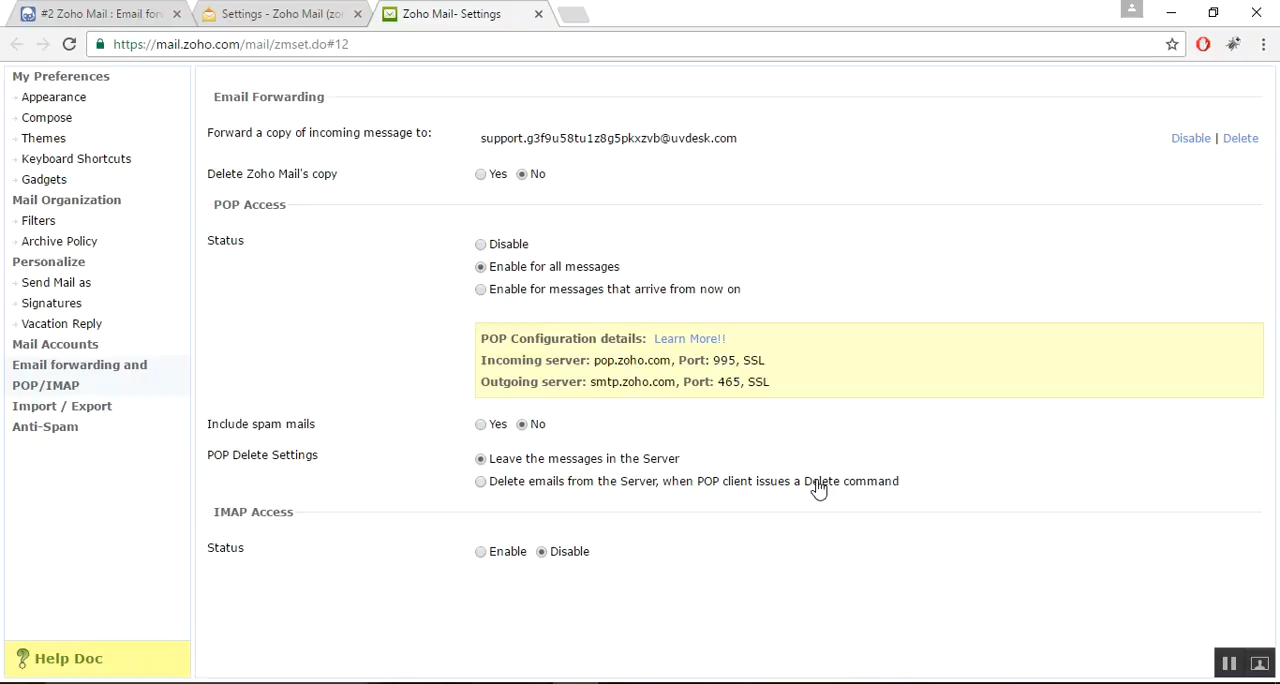 #2 Zoho Mail : Email for
Settings - Zoho Mail (zo
Zoho Mail- Settings
https://mail.zoho.com/mail/zmset.do#12
My Preferences
Appearance
Compose
Themes
Keyboard Shortcuts
Gadgets
Mail Organization
Filters
Archive Policy
Personalize
Send Mail as
Signatures
Vacation Reply
Mail Accounts
Email forwarding and
POP/IMAP
Import / Export
Anti-Spam
Help Doc
Email Forwarding
Forward a copy of incoming message to: support.g3f9u58tu1z8g5pkxzvb@uvdesk.com Disable | Delete
Delete Zoho Mail's copy Yes No
POP Access
Status Disable
Enable for all messages
Enable for messages that arrive from now on
POP Configuration details: Learn More!!
Incoming server: pop.zoho.com, Port: 995, SSL
Outgoing server: smtp.zoho.com, Port: 465, SSL
Include spam mails Yes No
POP Delete Settings Leave the messages in the Server
Delete emails from the Server, when POP client issues a Delete command
IMAP Access
Status Enable Disable